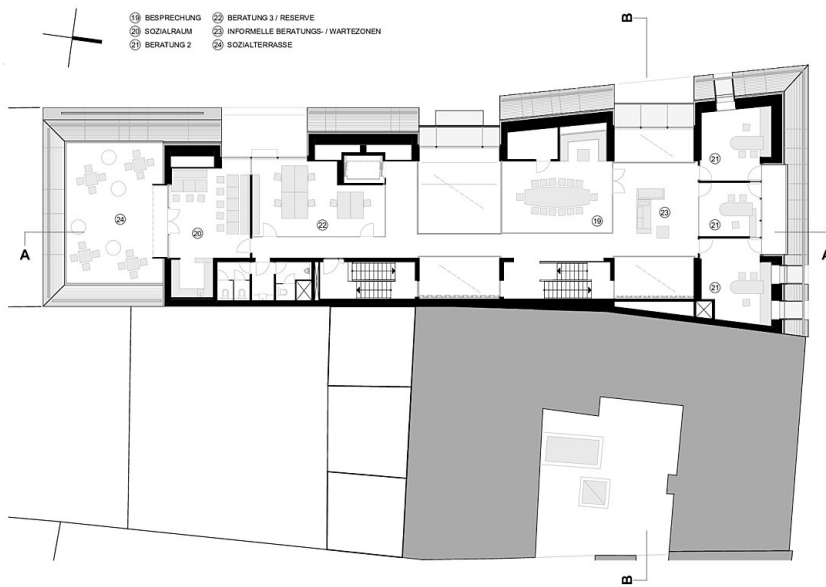 19 BESPRECHUNG
20 SOZIALRAUM
21 BERATUNG 2
22 BERATUNG 3 / RESERVE
23 INFORMELLE BERATUNGS- / WARTEZONEN
24 SOZIALTERRASSE
B
21
24
20
22
19
23
21
A
A
21
B